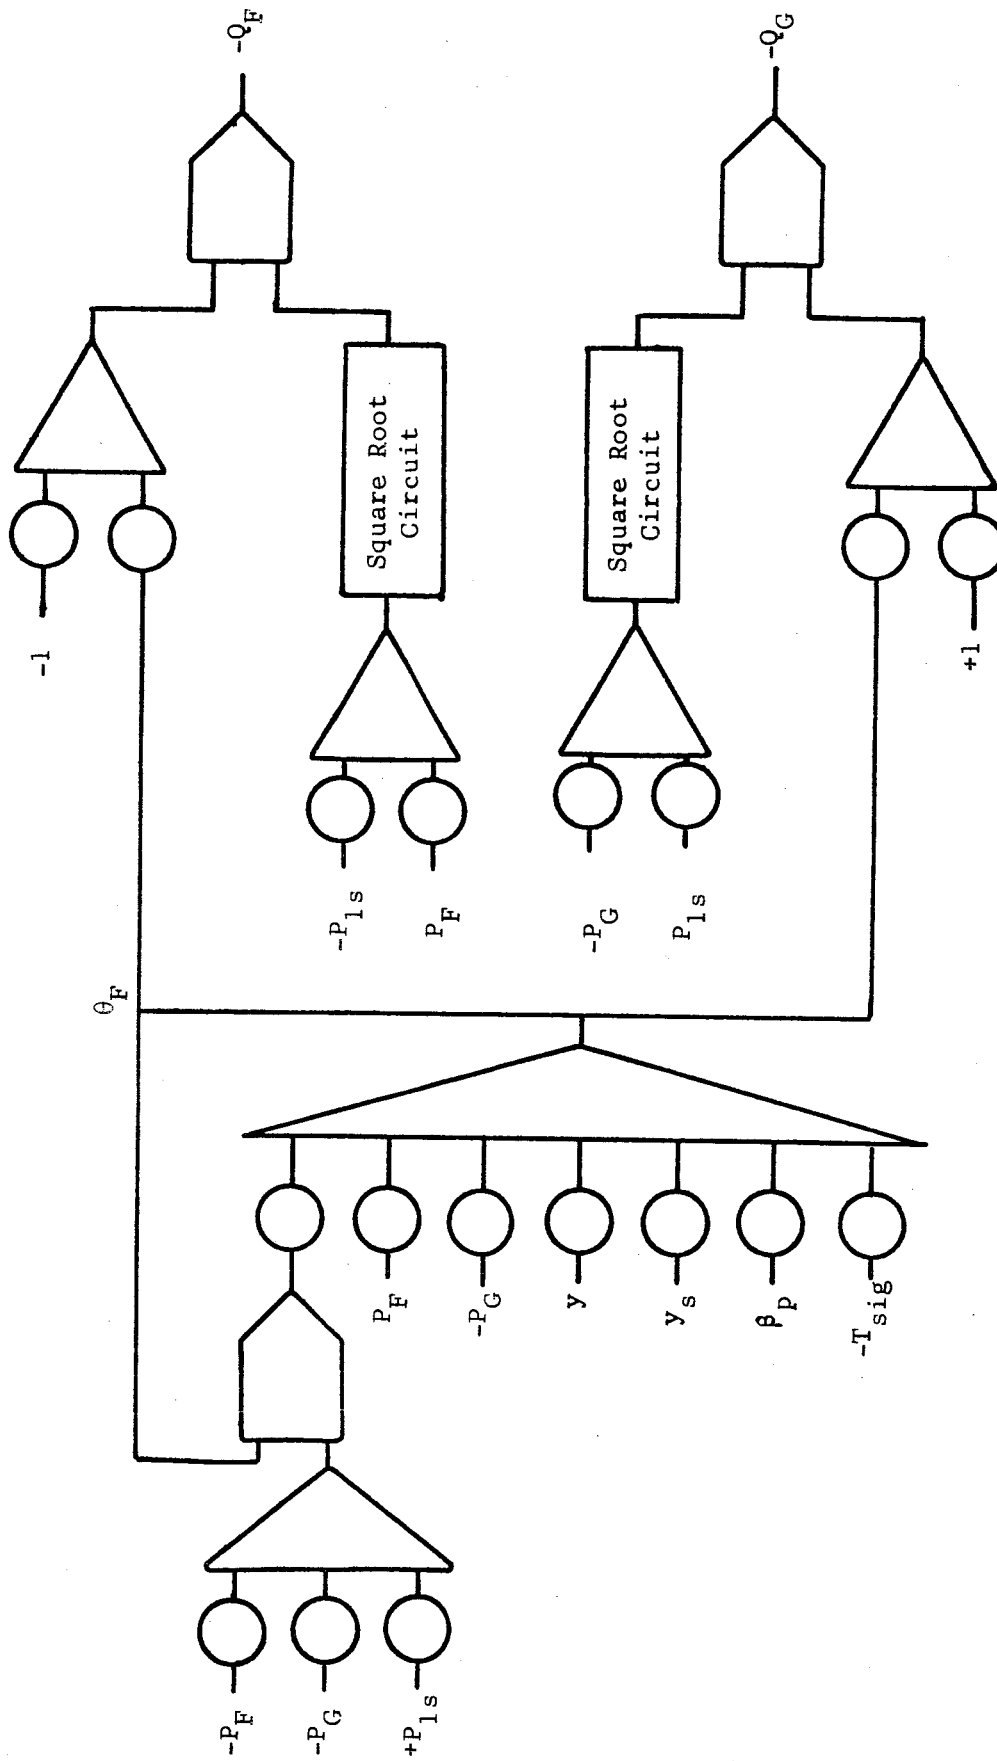 -1
-Q_F
θ_F
-P_1s
P_F
Square Root
Circuit
-P_G
P_1s
Square Root
Circuit
-Q_G
+1
-P_F
-P_G
+P_1s
P_F
-P_G
y
y_s
β_p
-T_sig